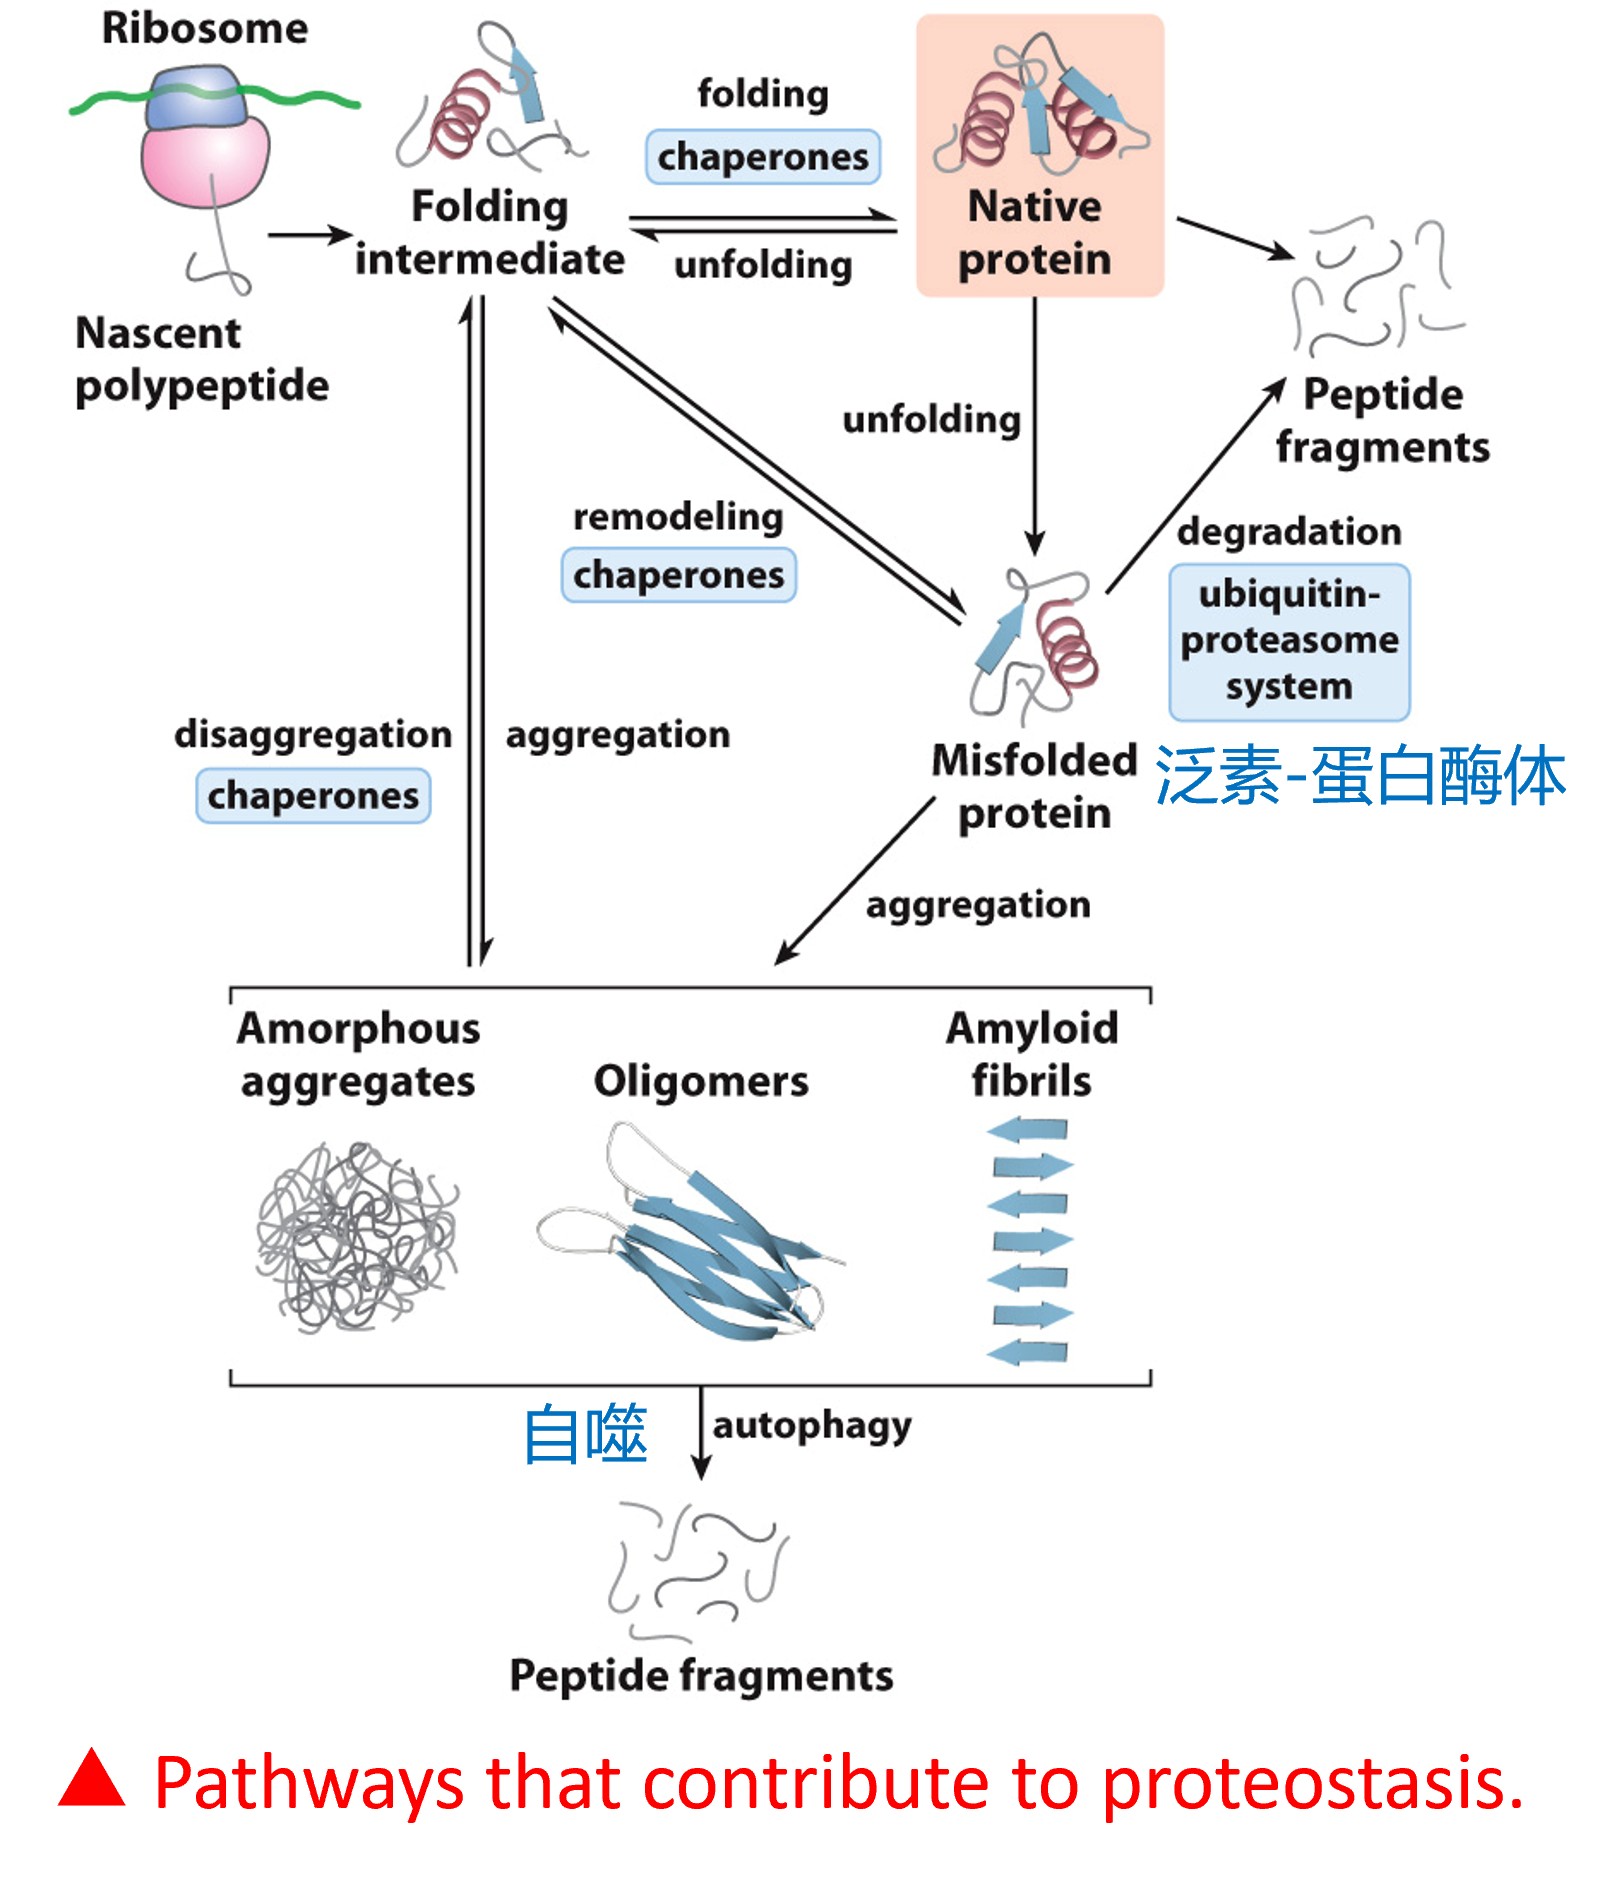 Ribosome
folding
chaperones
Folding
intermediate
Native
protein
unfolding
Nascent
polypeptide
Peptide
fragments
unfolding
remodeling
chaperones
degradation
ubiquitin-
proteasome
system
disaggregation
chaperones
aggregation
Misfolded
protein
泛素-蛋白酶体
aggregation
Amorphous
aggregates
Oligomers
Amyloid
fibrils
自噬
autophagy
Peptide fragments
▲ Pathways that contribute to proteostasis.